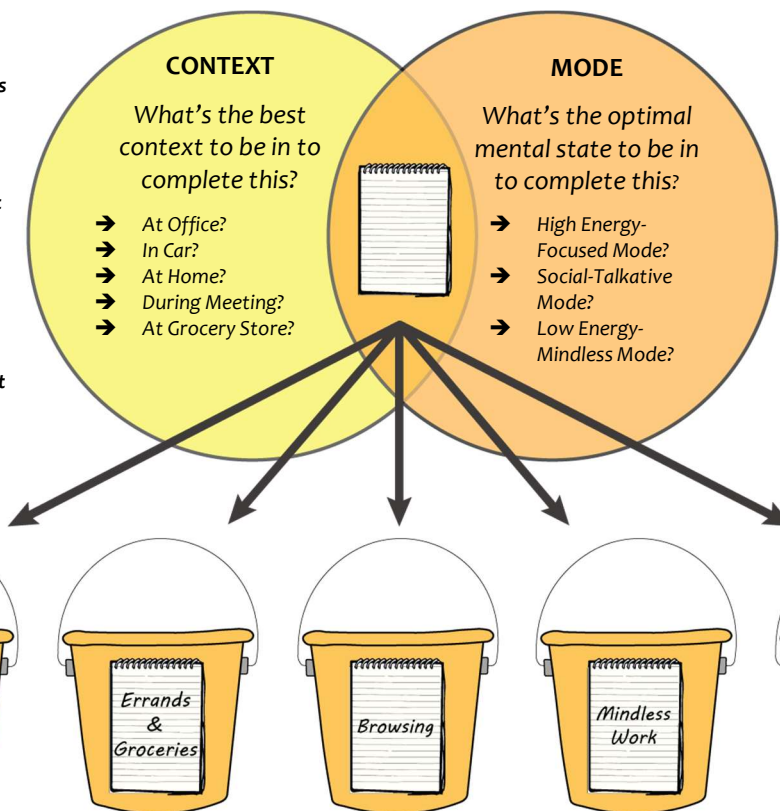 CONTEXT
What's the best
context to be in to
complete this?
➔ At Office?
➔ In Car?
➔ At Home?
➔ During Meeting?
➔ At Grocery Store?
MODE
What's the optimal
mental state to be in
to complete this?
➔ High Energy-
Focused Mode?
➔ Social-Talkative
Mode?
➔ Low Energy-
Mindless Mode?
Errands
&
Groceries
Browsing
Mindless
Work